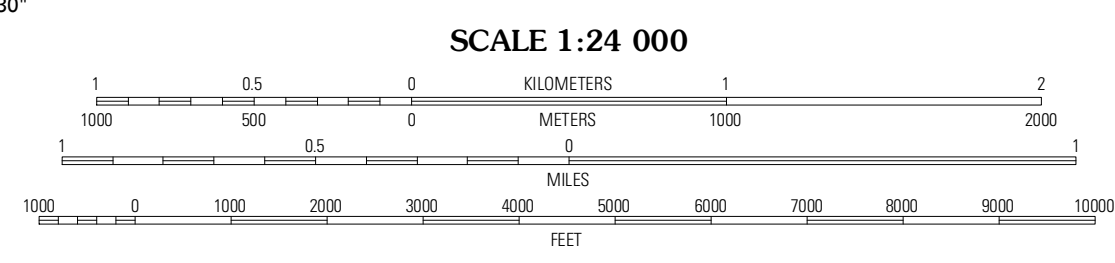 30"
SCALE 1:24 000
1 0.5 0 KILOMETERS 1 2
1000 500 0 METERS 1000 2000
1 0.5 0 1
MILES
1000 0 1000 2000 3000 4000 5000 6000 7000 8000 9000 10000
FEET